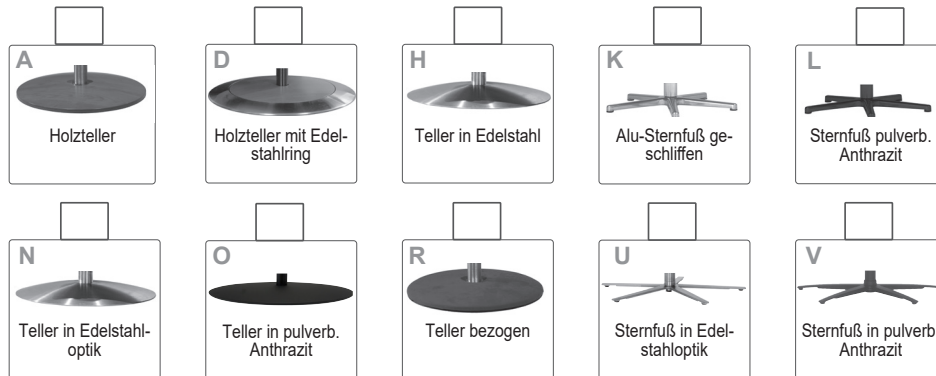 A
D
H
K
L
Holzteller
Holzteller mit Edel-
stahlring
Teller in Edelstahl
Alu-Sternfuß ge-
schliffen
Sternfuß pulverb.
Anthrazit
N
O
R
U
V
Teller in Edelstahl-
optik
Teller in pulverb.
Anthrazit
Teller bezogen
Sternfuß in Edel-
stahloptik
Sternfuß in pulverb
Anthrazit